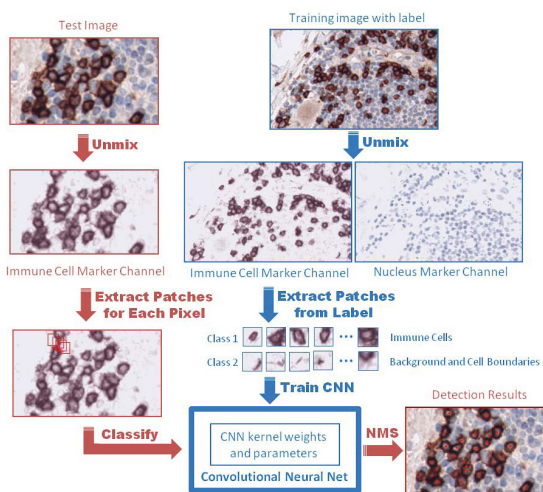 Test Image
Training image with label
Unmix
Unmix
Immune Cell Marker Channel
Immune Cell Marker Channel
Nucleus Marker Channel
Extract Patches
for Each Pixel
Extract Patches
from Label
Class 1
...
Immune Cells
Class 2
...
Background and Cell Boundaries
Train CNN
Detection Results
Classify
CNN kernel weights
and parameters
Convolutional Neural Net
NMS